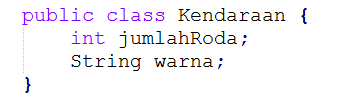 public class Kendaraan {
    int jumlahRoda;
    String warna;
}